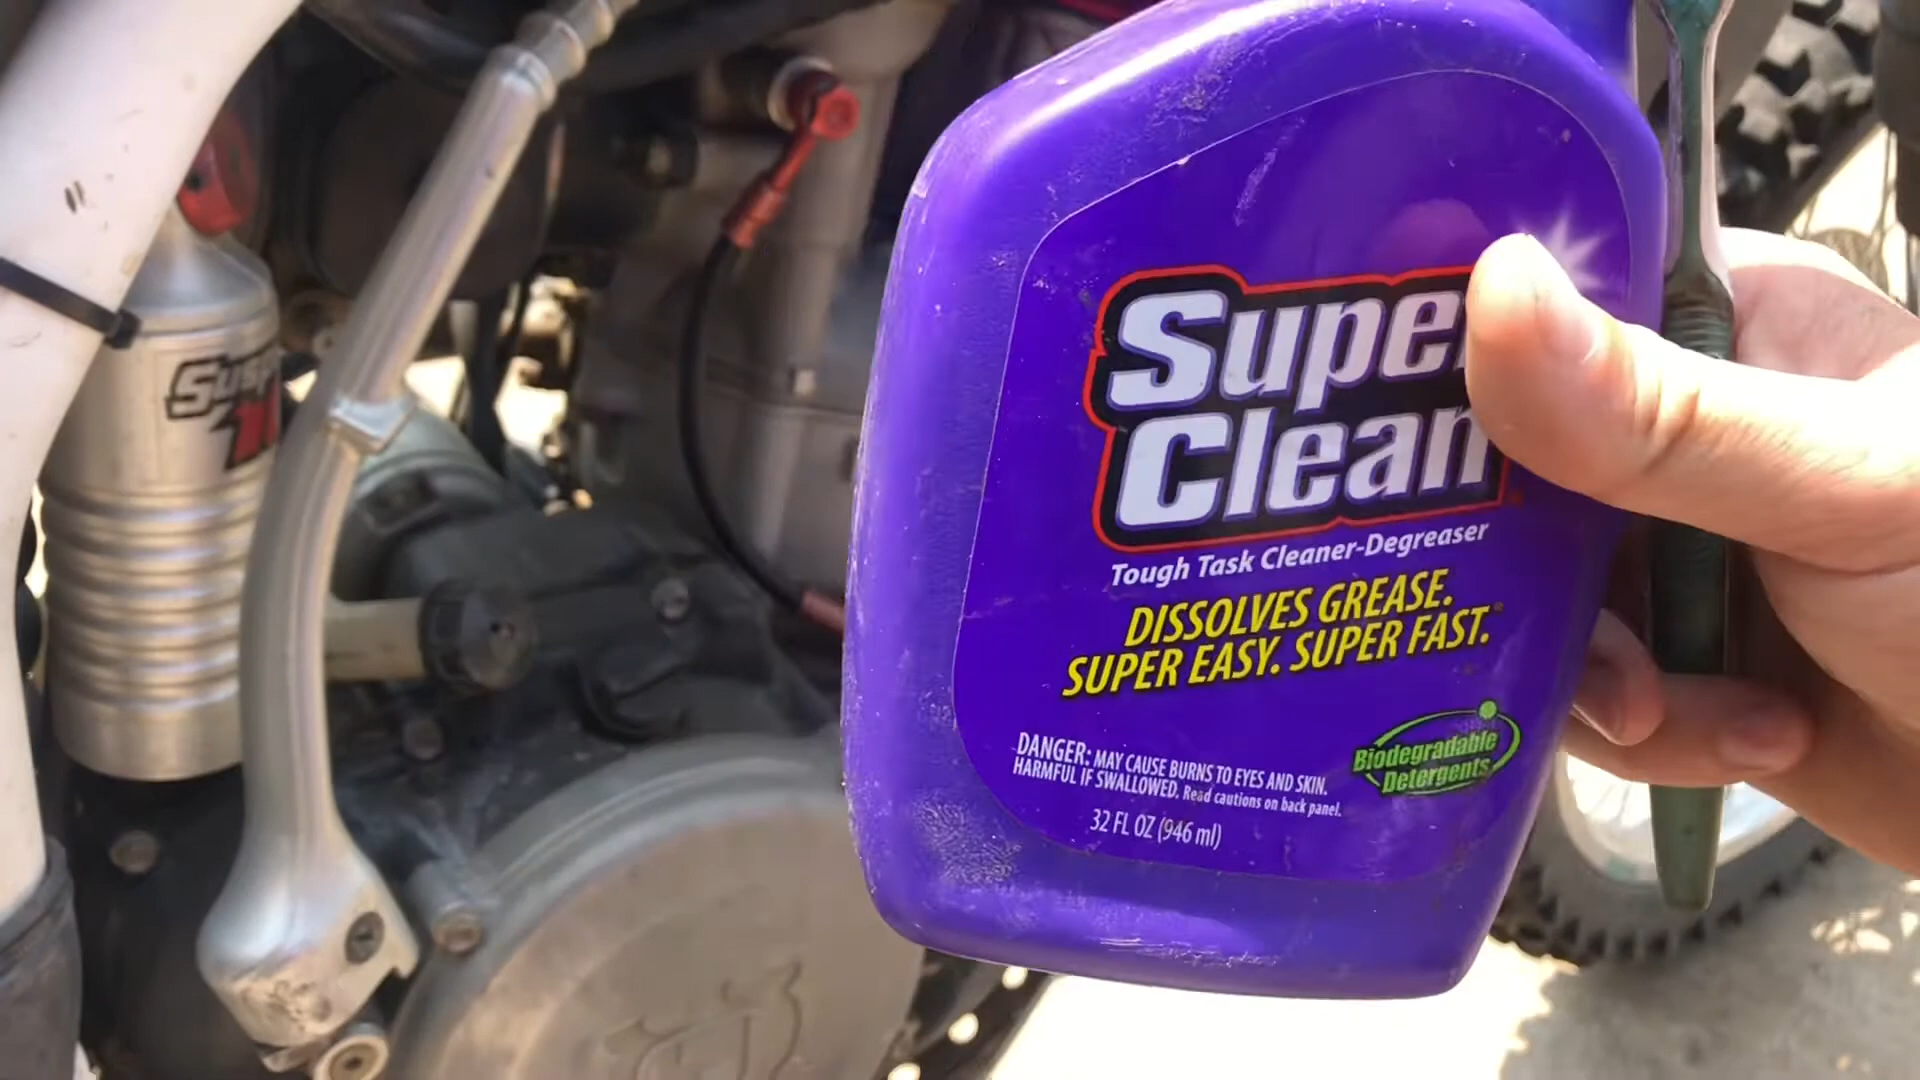 Supe
Clean
Tough Task Cleaner-Degreaser
DISSOLVES GREASE.
SUPER EASY. SUPER FAST.®
DANGER: MAY CAUSE BURNS TO EYES AND SKIN.
HARMFUL IF SWALLOWED. Read cautions on back panel.
32 FL OZ (946 ml)
Biodegradable
Detergents